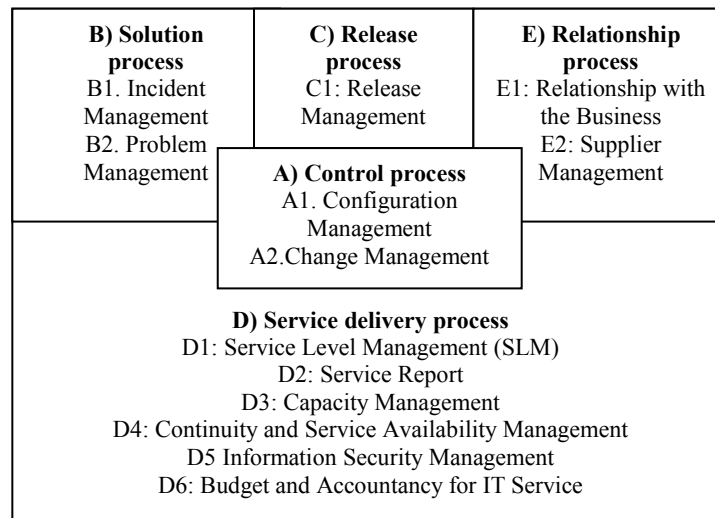 B) Solution
process
B1. Incident
Management
B2. Problem
Management
C) Release
process
C1: Release
Management
E) Relationship
process
E1: Relationship with
the Business
E2: Supplier
Management
A) Control process
A1. Configuration
Management
A2.Change Management
D) Service delivery process
D1: Service Level Management (SLM)
D2: Service Report
D3: Capacity Management
D4: Continuity and Service Availability Management
D5 Information Security Management
D6: Budget and Accountancy for IT Service